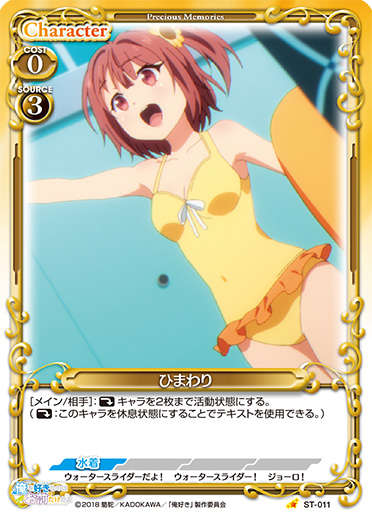 Precious Memories
Character
COST
0
SOURCE
3
ひまわり
[メイン/相手]：キャラを2枚まで活動状態にする。
（：このキャラを休息状態にすることでテキストを使用できる。）
水着
ウォータースライダーだよ！　ウォータースライダー！　ジョーロ！
©2018 駱駝／KADOKAWA／「俺好き」製作委員会
ST-011